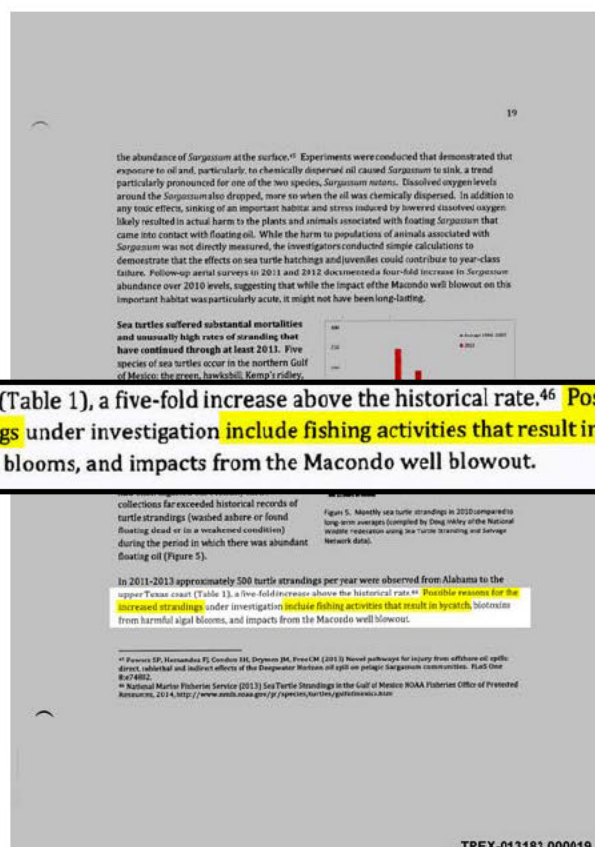 19
the abundance of Sargassum at the surface.⁴⁵ Experiments were conducted that demonstrated that
exposure to oil and, particularly, to chemically dispersed oil caused Sargassum to sink, a trend
particularly pronounced for one of the two species, Sargassum natans. Dissolved oxygen levels
around the Sargassum also dropped, more so when the oil was chemically dispersed. In addition to
any toxic effects, sinking of an important habitat and stress induced by lowered dissolved oxygen
likely resulted in actual harm to the plants and animals associated with floating Sargassum that
came into contact with floating oil. While the harm to populations of animals associated with
Sargassum was not directly measured, the investigators conducted simple calculations to
demonstrate that the effects on sea turtle hatchings and juveniles could contribute to year-class
failure. Follow-up aerial surveys in 2011 and 2012 documented a four-fold increase in Sargassum
abundance over 2010 levels, suggesting that while the impact of the Macondo well blowout on this
important habitat was particularly acute, it might not have been long-lasting.
Sea turtles suffered substantial mortalities
and unusually high rates of stranding that
have continued through at least 2013. Five
species of sea turtles occur in the northern Gulf
of Mexico: the green, hawksbill, Kemp's ridley,
(Table 1), a five-fold increase above the historical rate.⁴⁶ Pos
gs under investigation include fishing activities that result in
blooms, and impacts from the Macondo well blowout.
collections far exceeded historical records of
turtle strandings (washed ashore or found
floating dead or in a weakened condition)
during the period in which there was abundant
floating oil (Figure 5).
Figure 5. Monthly sea turtle strandings in 2010 compared to
long-term averages (compiled by Doug Inkley of the National
Wildlife Federation using Sea Turtle Stranding and Salvage
Network data).
In 2011-2013 approximately 500 turtle strandings per year were observed from Alabama to the
upper Texas coast (Table 1), a five-fold increase above the historical rate.⁴⁶ Possible reasons for the
increased strandings under investigation include fishing activities that result in bycatch, biotoxins
from harmful algal blooms, and impacts from the Macondo well blowout.
⁴⁵ Powers SP, Hernandez FJ, Condon RH, Drymon JM, Free CM (2013) Novel pathways for injury from offshore oil spills:
direct, sublethal and indirect effects of the Deepwater Horizon oil spill on pelagic Sargassum communities. PLoS One
8:e74802.
⁴⁶ National Marine Fisheries Service (2013) Sea Turtle Strandings in the Gulf of Mexico NOAA Fisheries Office of Protected
Resources, 2014, http://www.nmfs.noaa.gov/pr/species/turtles/gulfofmexico.htm
TREX-013183.000019